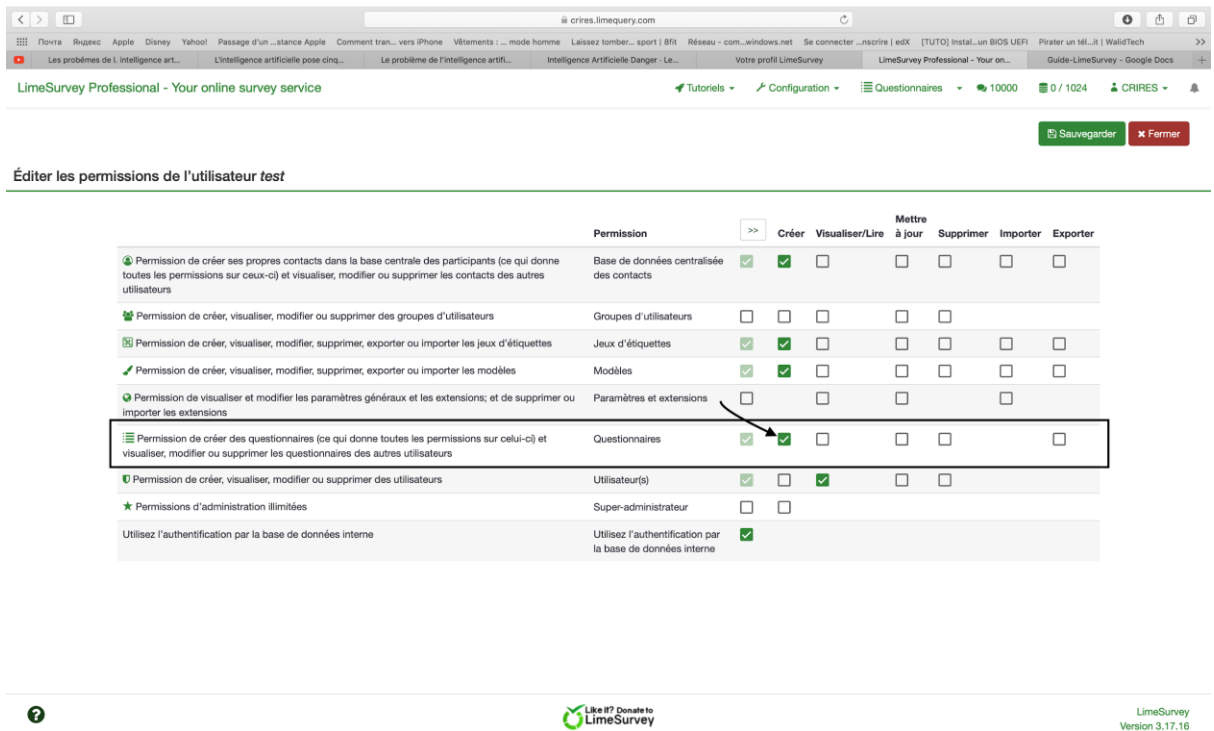 crires.limequery.com
Почта Яндекс Apple Disney Yahoo! Passage d'un ...stance Apple Comment tran... vers iPhone Vêtements : ... mode homme Laissez tomber... sport | 8fit Réseau - com...windows.net Se connecter ...nscrire | edX [TUTO] Instal...un BIOS UEFI Pirater un tél...it | WalidTech >>
Les probémes de l. intelligence art... L'intelligence artificielle pose cinq... Le problème de l'intelligence artifi... Intelligence Artificielle Danger - Le... Votre profil LimeSurvey LimeSurvey Professional - Your on... Guide-LimeSurvey - Google Docs +
LimeSurvey Professional - Your online survey service Tutoriels Configuration Questionnaires 10000 0 / 1024 CRIRES
Sauvegarder Fermer
Éditer les permissions de l'utilisateur test
Permission >> Créer Visualiser/Lire Mettre à jour Supprimer Importer Exporter
Permission de créer ses propres contacts dans la base centrale des participants (ce qui donne
toutes les permissions sur ceux-ci) et visualiser, modifier ou supprimer les contacts des autres
utilisateurs
Base de données centralisée
des contacts
Permission de créer, visualiser, modifier ou supprimer des groupes d'utilisateurs Groupes d'utilisateurs
Permission de créer, visualiser, modifier, supprimer, exporter ou importer les jeux d'étiquettes Jeux d'étiquettes
Permission de créer, visualiser, modifier, supprimer, exporter ou importer les modèles Modèles
Permission de visualiser et modifier les paramètres généraux et les extensions; et de supprimer ou
importer les extensions
Paramètres et extensions
Permission de créer des questionnaires (ce qui donne toutes les permissions sur celui-ci) et
visualiser, modifier ou supprimer les questionnaires des autres utilisateurs
Questionnaires
Permission de créer, visualiser, modifier ou supprimer des utilisateurs Utilisateur(s)
Permissions d'administration illimitées Super-administrateur
Utilisez l'authentification par la base de données interne
Utilisez l'authentification par
la base de données interne
Like it? Donate to
LimeSurvey
LimeSurvey
Version 3.17.16